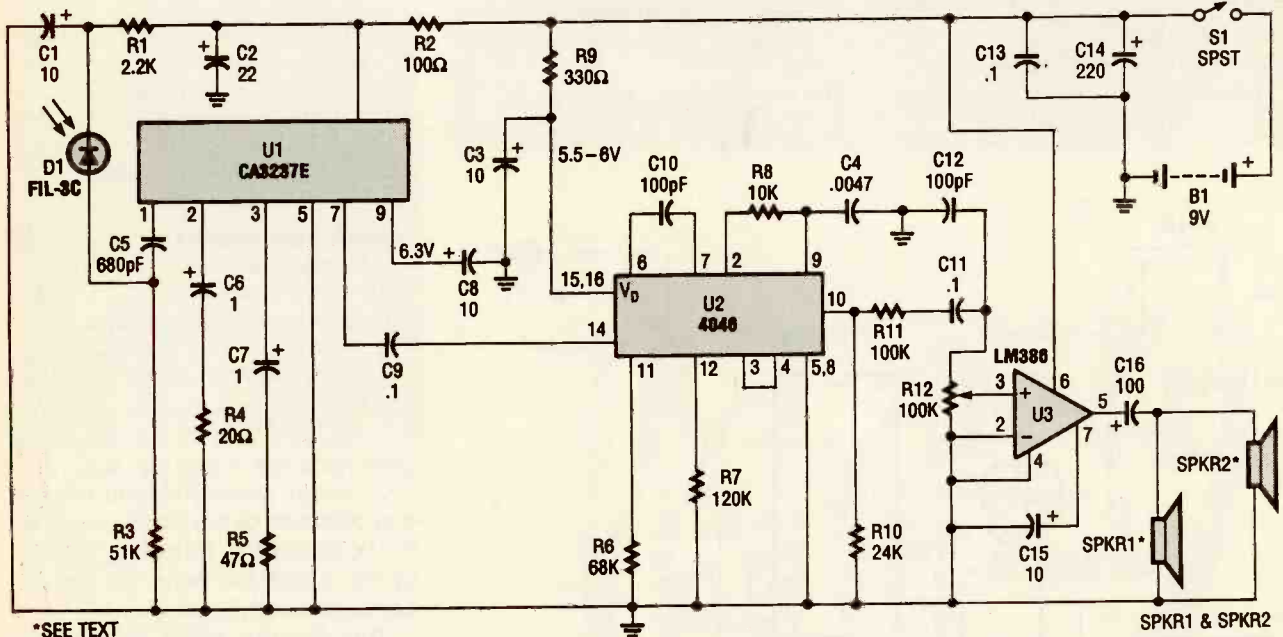 C1
10
R1
2.2K
+
C2
22
R2
100Ω
R9
330Ω
C13
.1
C14
220
+
S1
SPST
D1
FIL-3C
U1
CA3237E
1
2
3
5
7
9
C3
10
+
5.5–6V
C10
100pF
R8
10K
C4
.0047
C12
100pF
+
B1
9V
C5
680pF
+
C6
1
6.3V
+
C8
10
15,16
6
7
2
9
VD
U2
4046
10
14
11
12
3
4
5,8
R11
100K
C11
.1
C7
1
+
C9
.1
LM386
R12
100K
3
+
6
U3
2
−
5
7
4
C16
100
+
SPKR2*
R4
20Ω
R3
51K
R5
47Ω
R6
68K
R7
120K
R10
24K
C15
10
+
SPKR1*
*SEE TEXT
SPKR1 & SPKR2